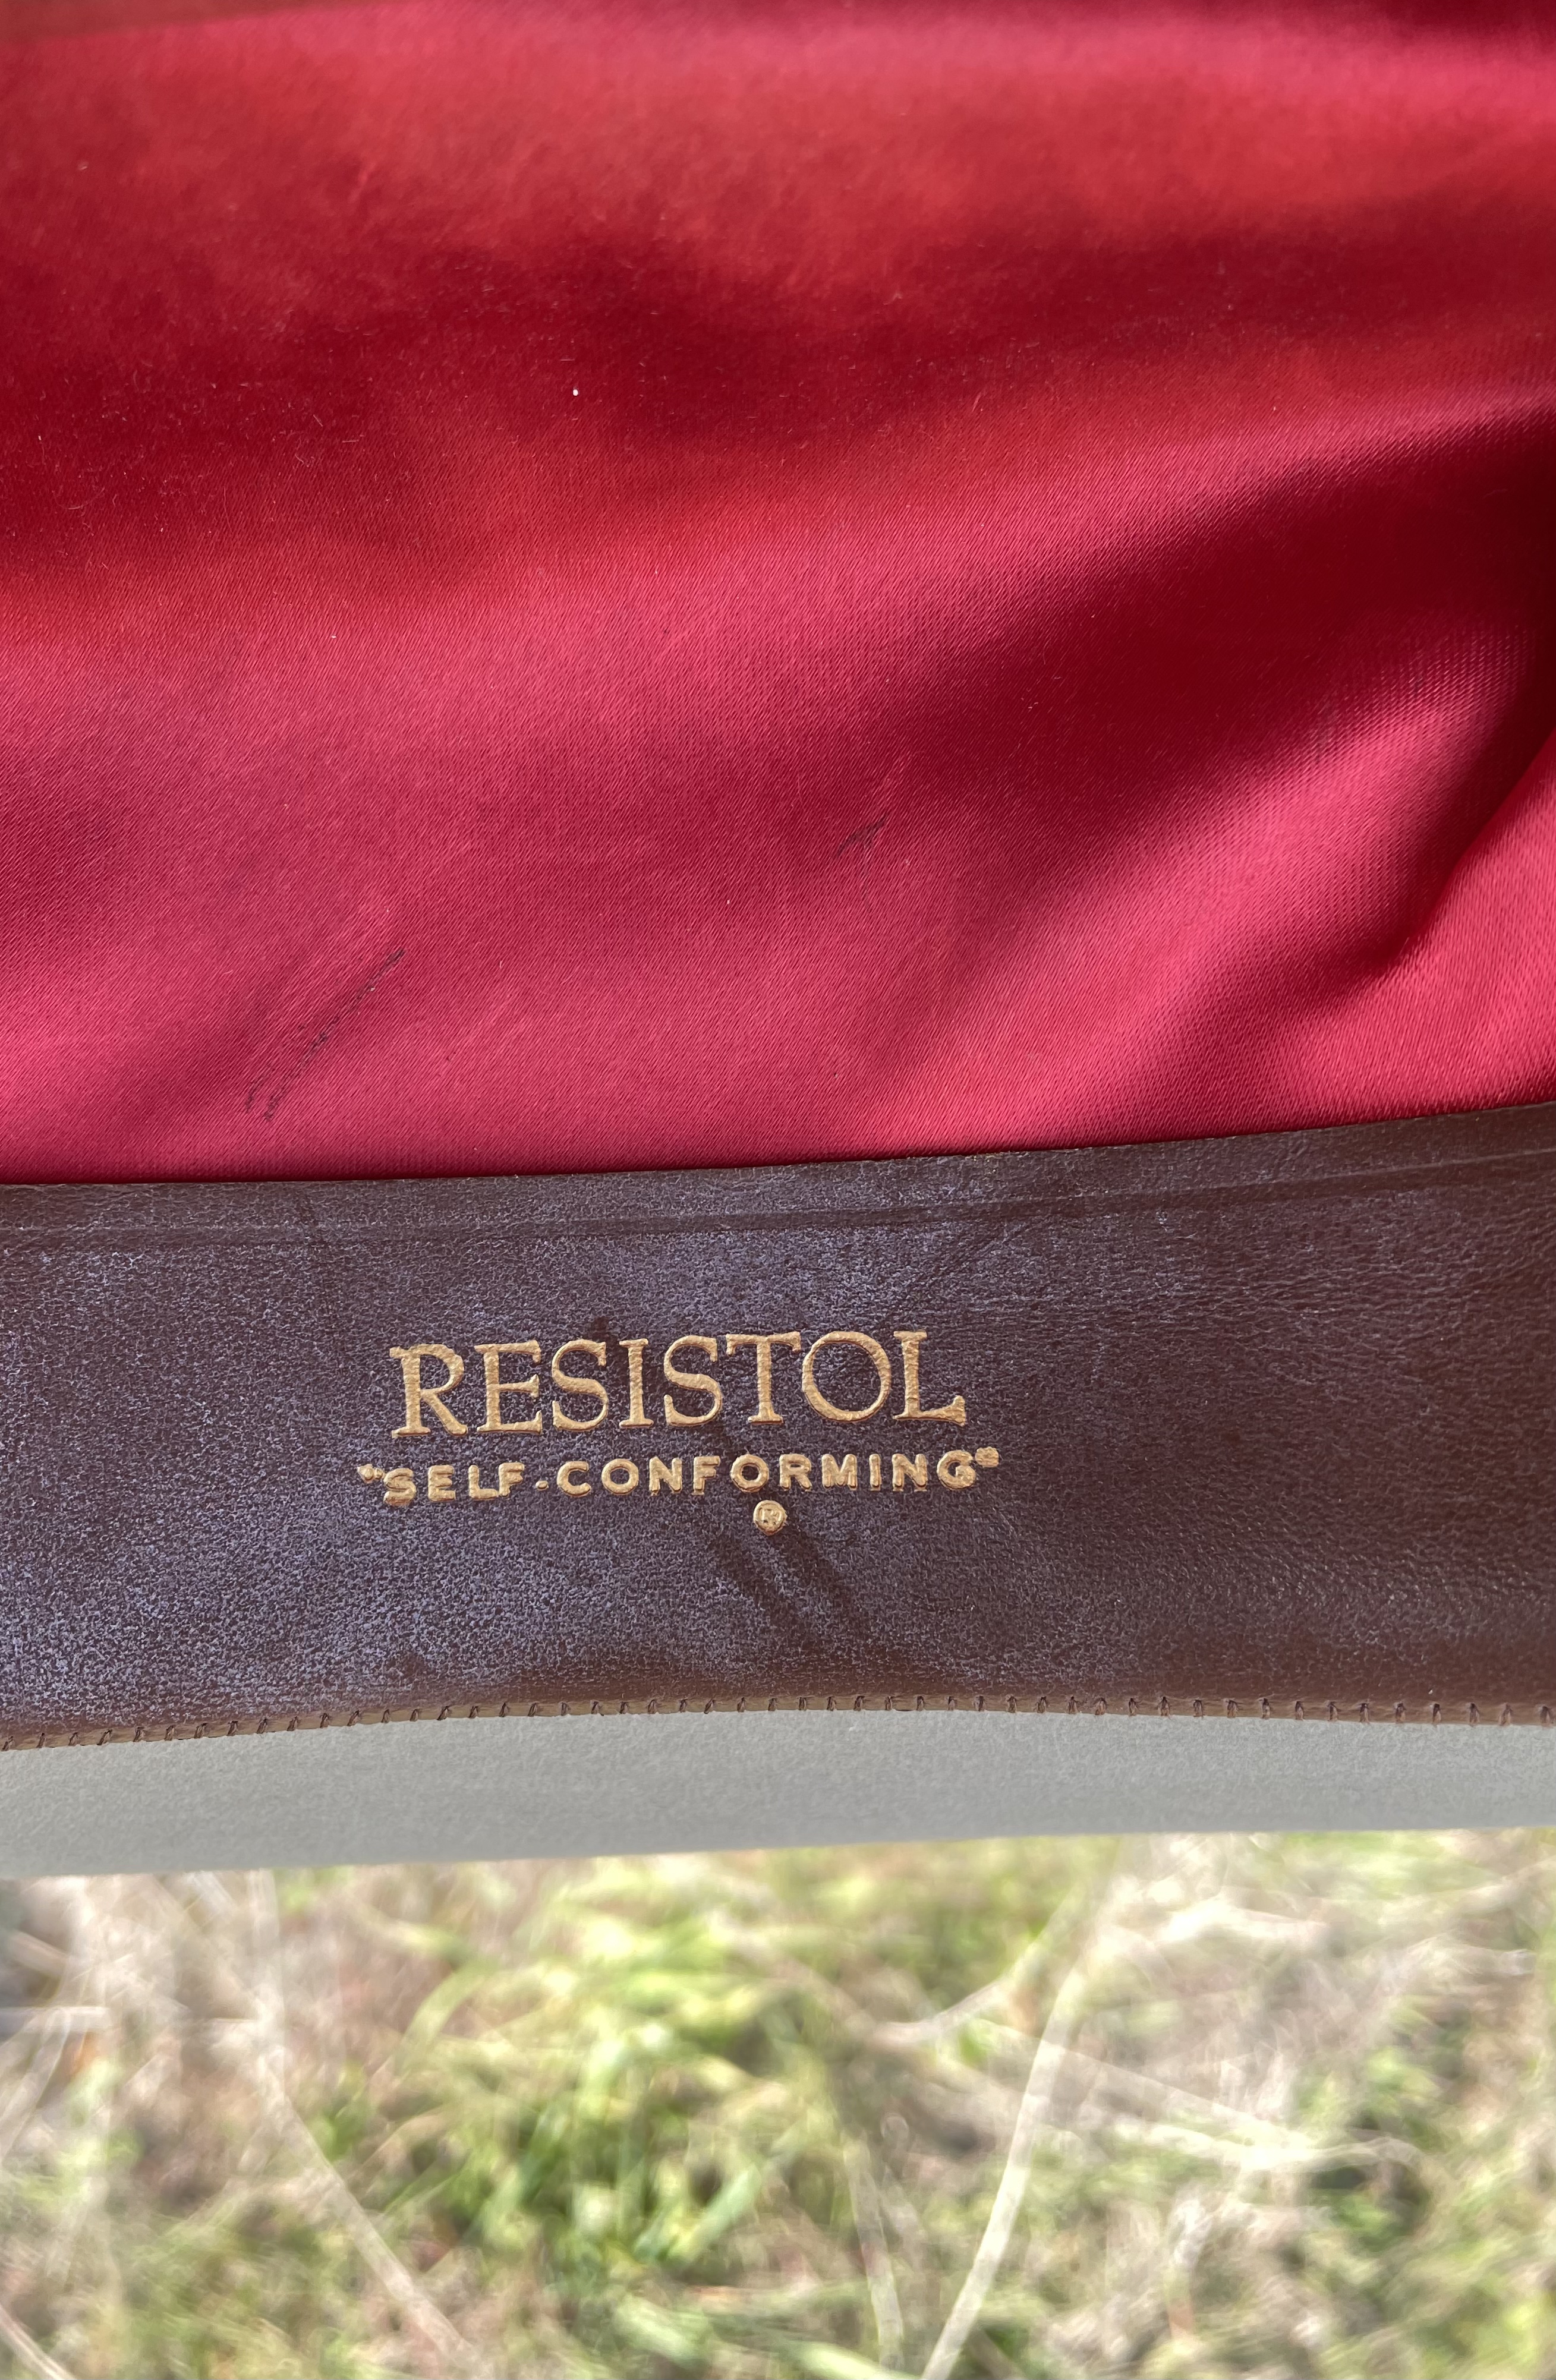 RESISTOL
"SELF-CONFORMING"
®